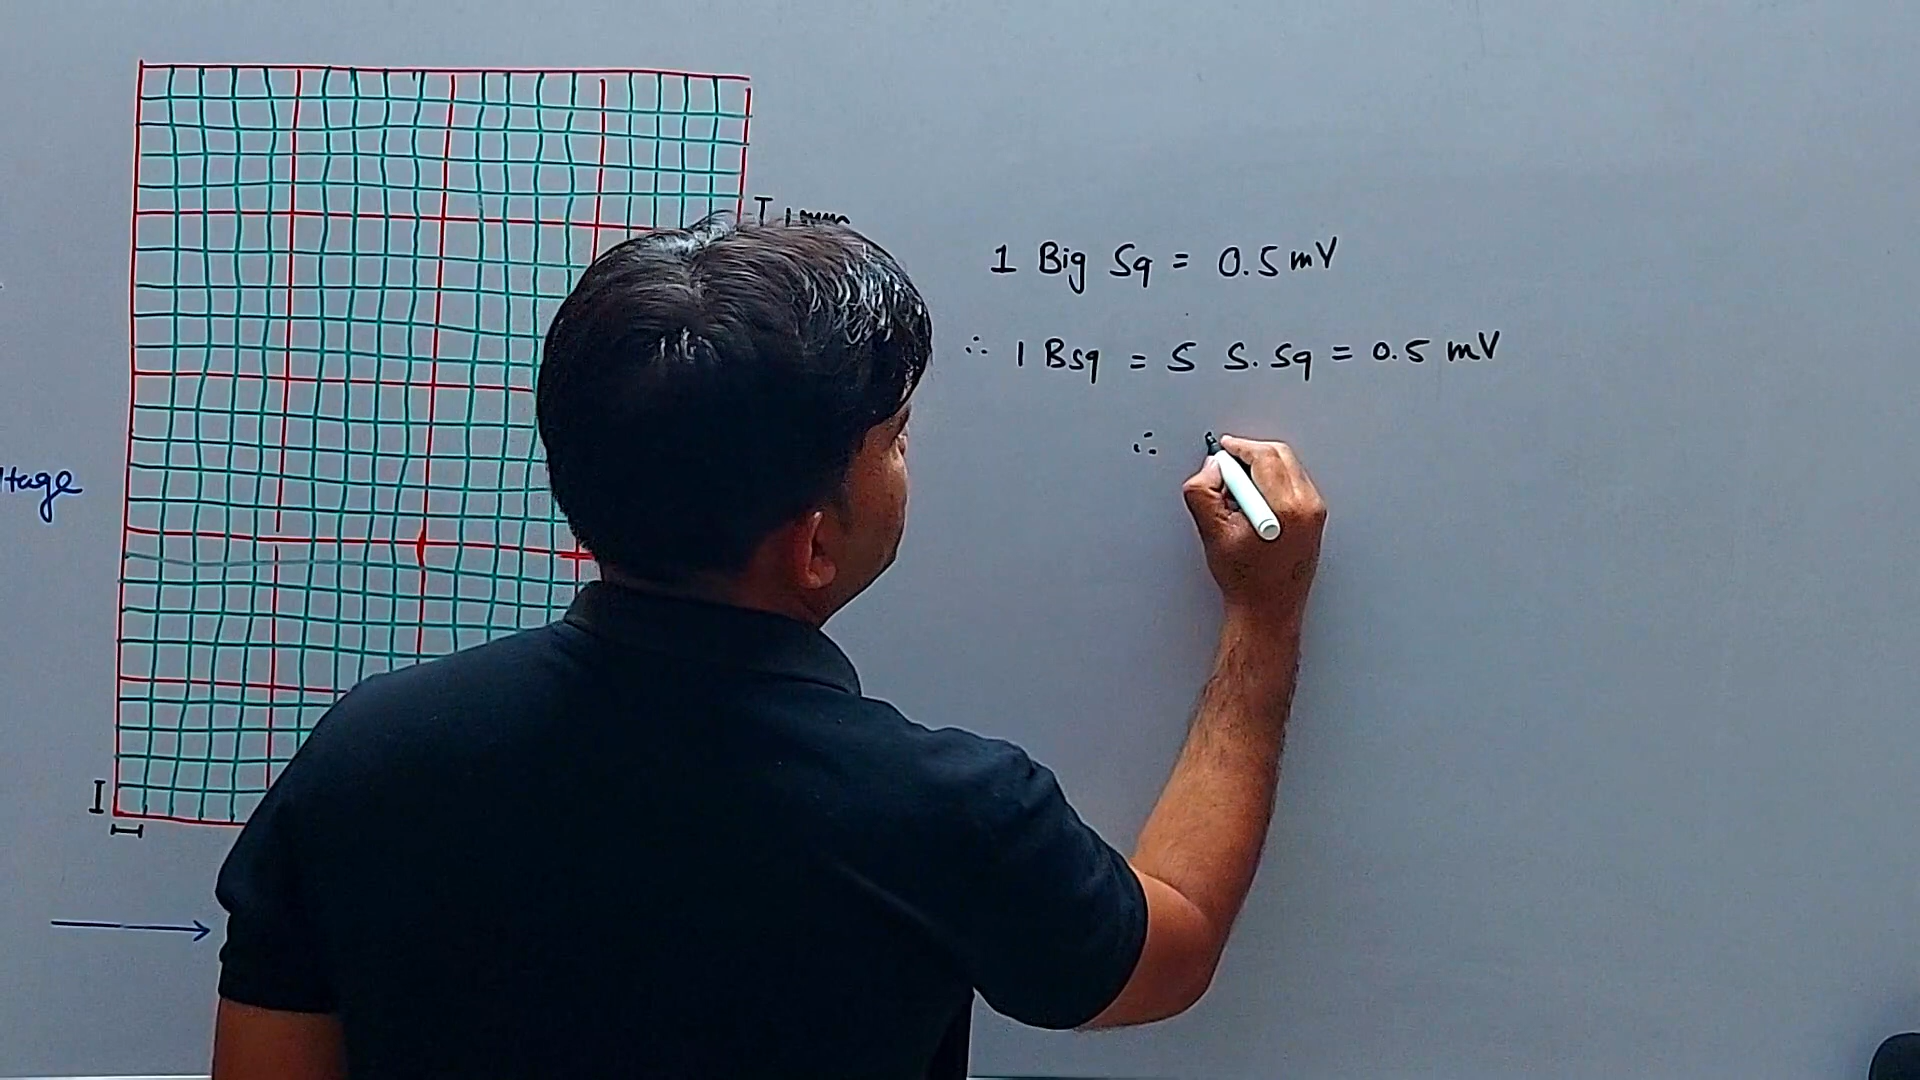 1 mm
1 Big Sq = 0.5 mV
∴ 1 Bsq = 5 S.Sq = 0.5 mV
ltage
∴